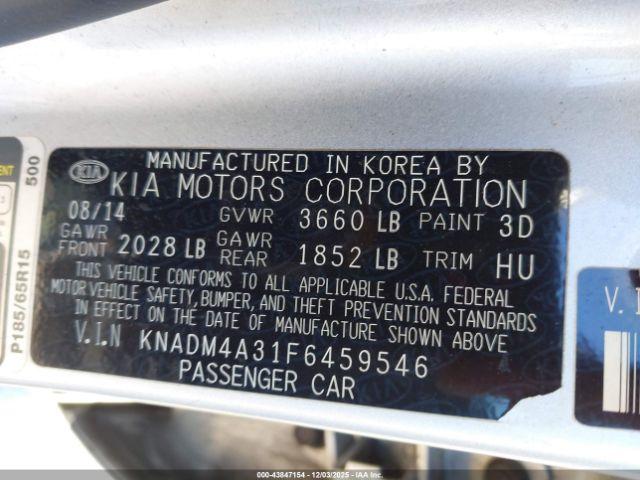 MANUFACTURED IN KOREA BY
KIA KIA MOTORS CORPORATION
08/14 GVWR 3660 LB PAINT 3D
GAWR FRONT 2028 LB GAWR REAR 1852 LB TRIM HU
THIS VEHICLE CONFORMS TO ALL APPLICABLE U.S.A. FEDERAL
MOTOR VEHICLE SAFETY, BUMPER, AND THEFT PREVENTION STANDARDS
IN EFFECT ON THE DATE OF MANUFACTURE SHOWN ABOVE
V.I.N KNADM4A31F6459546
PASSENGER CAR
P185/65R15
500
V. I
00-43847154 - 12/03/2025 - COPYRIGHT IAA, LLC.